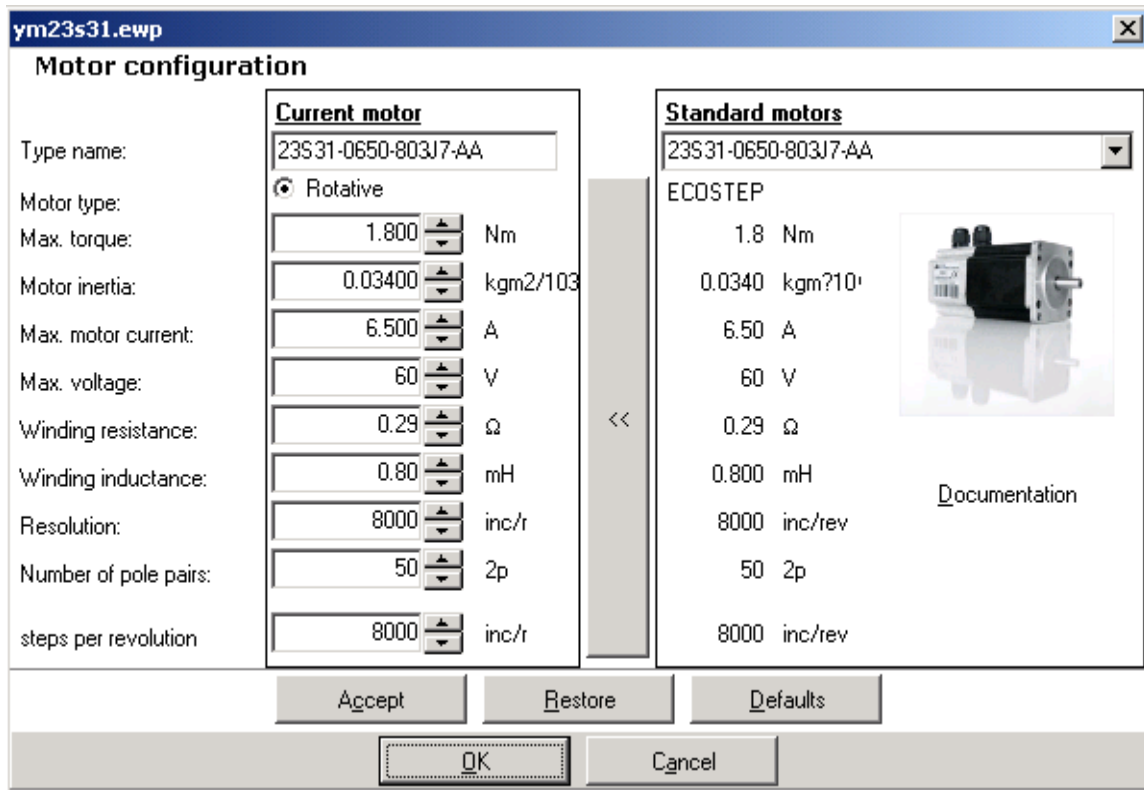 ym23s31.ewp
Motor configuration
Current motor Standard motors
Type name: 23S31-0650-803J7-AA 23S31-0650-803J7-AA
Motor type: Rotative ECOSTEP
Max. torque: 1.800 Nm 1.8 Nm
Motor inertia: 0.03400 kgm2/103 0.0340 kgm?10
Max. motor current: 6.500 A 6.50 A
Max. voltage: 60 V 60 V
<< 
Winding resistance: 0.29 Ω 0.29 Ω
Winding inductance: 0.80 mH 0.800 mH
Documentation
Resolution: 8000 inc/r 8000 inc/rev
Number of pole pairs: 50 2p 50 2p
steps per revolution 8000 inc/r 8000 inc/rev
Accept Restore Defaults
OK Cancel